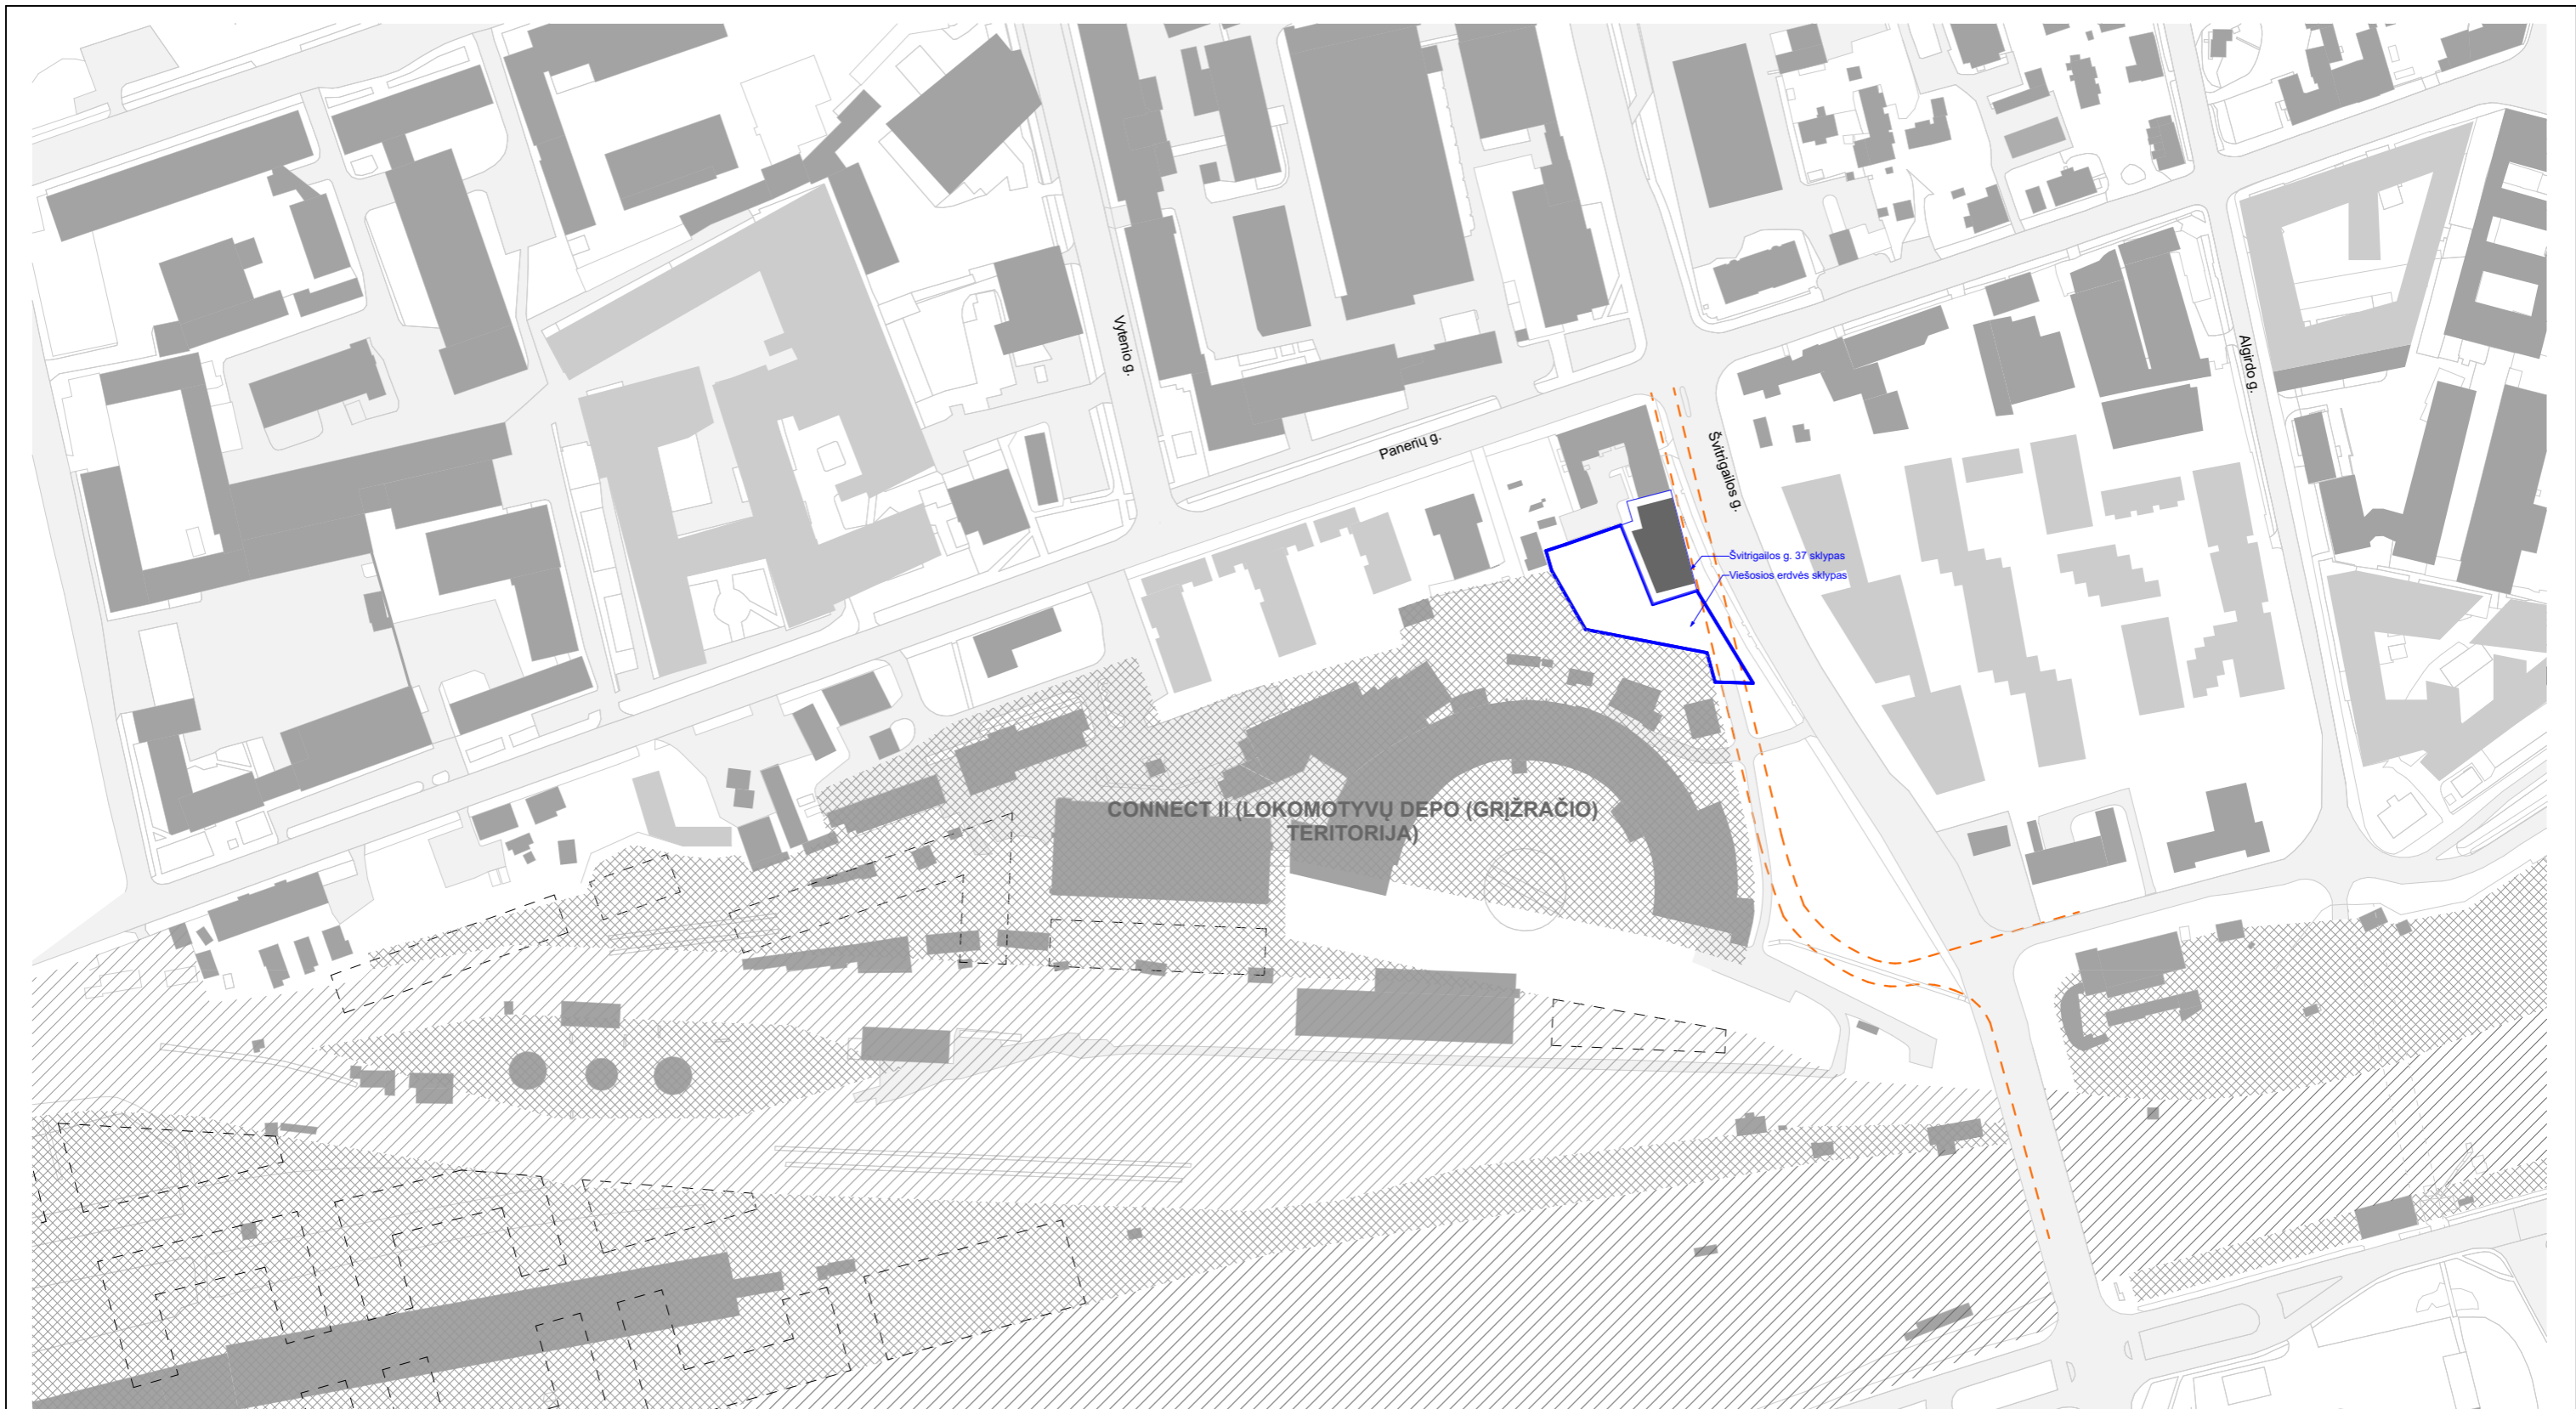 Vytenio g.
Algirdo g.
Panerių g.
Švitrigailos g.
Švitrigailos g. 37 sklypas
Viešosios erdvės sklypas
CONNECT II (LOKOMOTYVŲ DEPO (GRĮŽRAČIO)
TERITORIJA)